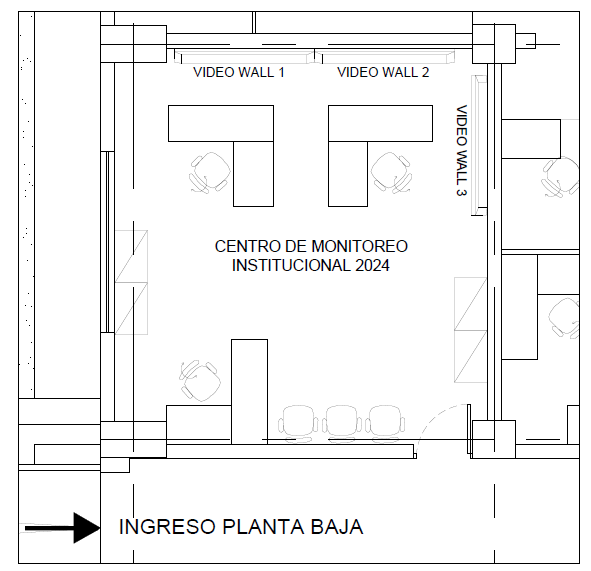 VIDEO WALL 1
VIDEO WALL 2
VIDEO WALL 3
CENTRO DE MONITOREO
INSTITUCIONAL 2024
INGRESO PLANTA BAJA